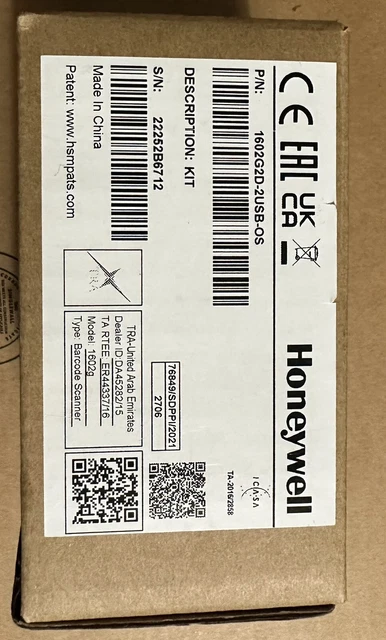 CE EAC UK
CA
Honeywell
P/N: 1602G2D-2USB-OS
ICASA
TA-2016/2858
DESCRIPTION: KIT
76849/SDPPI/2021
2706
S/N: 22252B6712
TRA
TRA-United Arab Emirates
Dealer ID:DA45282/15
TA RTEE ER44337/16
Model: 1602g
Type: Barcode Scanner
Made In China
Patent: www.hsmpats.com